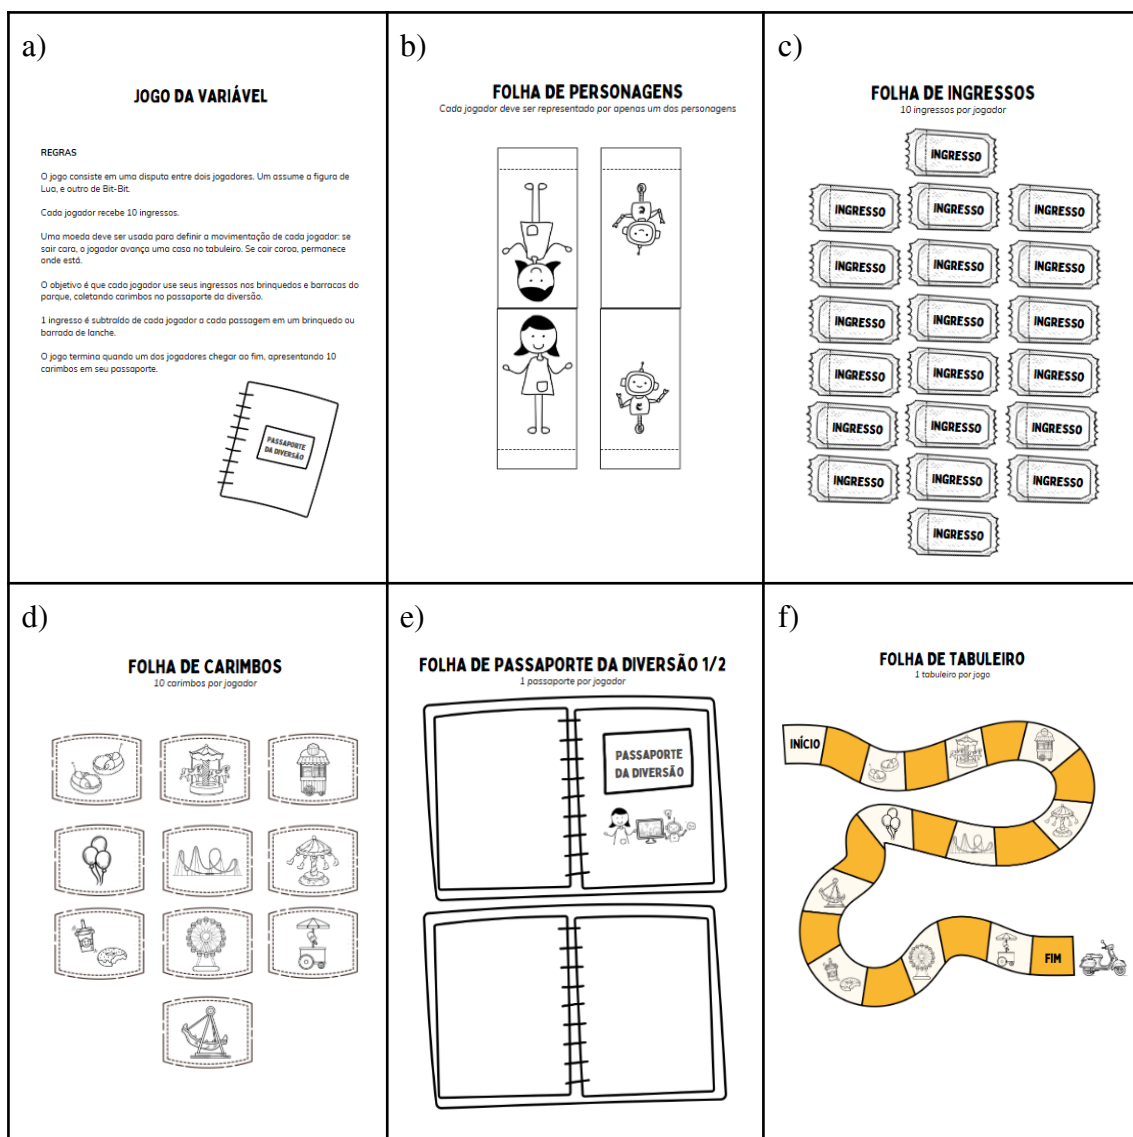 a)
JOGO DA VARIÁVEL
REGRAS
O jogo consiste em uma disputa entre dois jogadores. Um assume a figura de
Lua, e outro de Bit-Bit.
Cada jogador recebe 10 ingressos.
Uma moeda deve ser usada para definir a movimentação de cada jogador: se
sair cara, o jogador avança uma casa no tabuleiro. Se cair coroa, permanece
onde está.
O objetivo é que cada jogador use seus ingressos nos brinquedos e barracas do
parque, coletando carimbos no passaporte da diversão.
1 ingresso é subtraído de cada jogador a cada passagem em um brinquedo ou
barrada de lanche.
O jogo termina quando um dos jogadores chegar ao fim, apresentando 10
carimbos em seu passaporte.
PASSAPORTE
DA DIVERSÃO
b)
FOLHA DE PERSONAGENS
Cada jogador deve ser representado por apenas um dos personagens
c)
FOLHA DE INGRESSOS
10 ingressos por jogador
INGRESSO
INGRESSO INGRESSO INGRESSO
INGRESSO INGRESSO INGRESSO
INGRESSO INGRESSO INGRESSO
INGRESSO INGRESSO INGRESSO
INGRESSO INGRESSO INGRESSO
INGRESSO INGRESSO INGRESSO
INGRESSO
d)
FOLHA DE CARIMBOS
10 carimbos por jogador
e)
FOLHA DE PASSAPORTE DA DIVERSÃO 1/2
1 passaporte por jogador
PASSAPORTE
DA DIVERSÃO
f)
FOLHA DE TABULEIRO
1 tabuleiro por jogo
INÍCIO
FIM